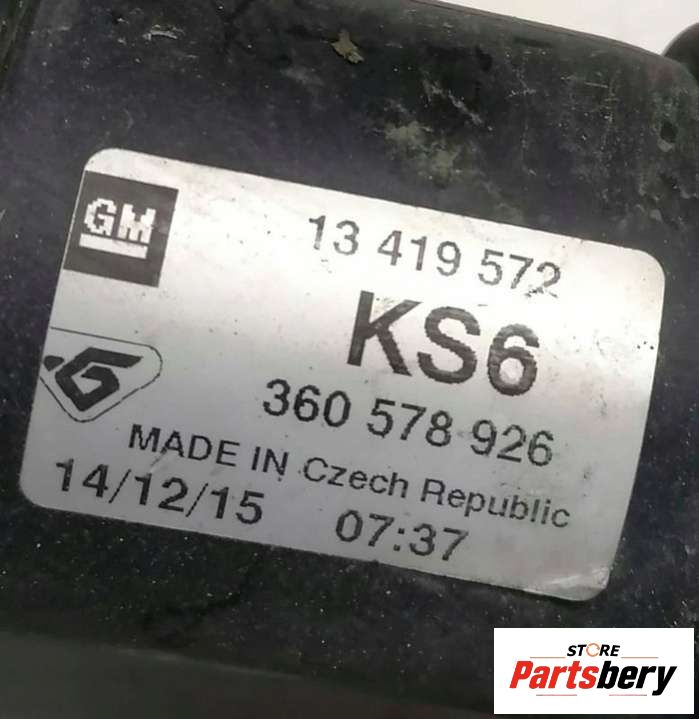 GM
13 419 572
KS6
360 578 926
MADE IN Czech Republic
14/12/15 07:37
STORE
Partsbery